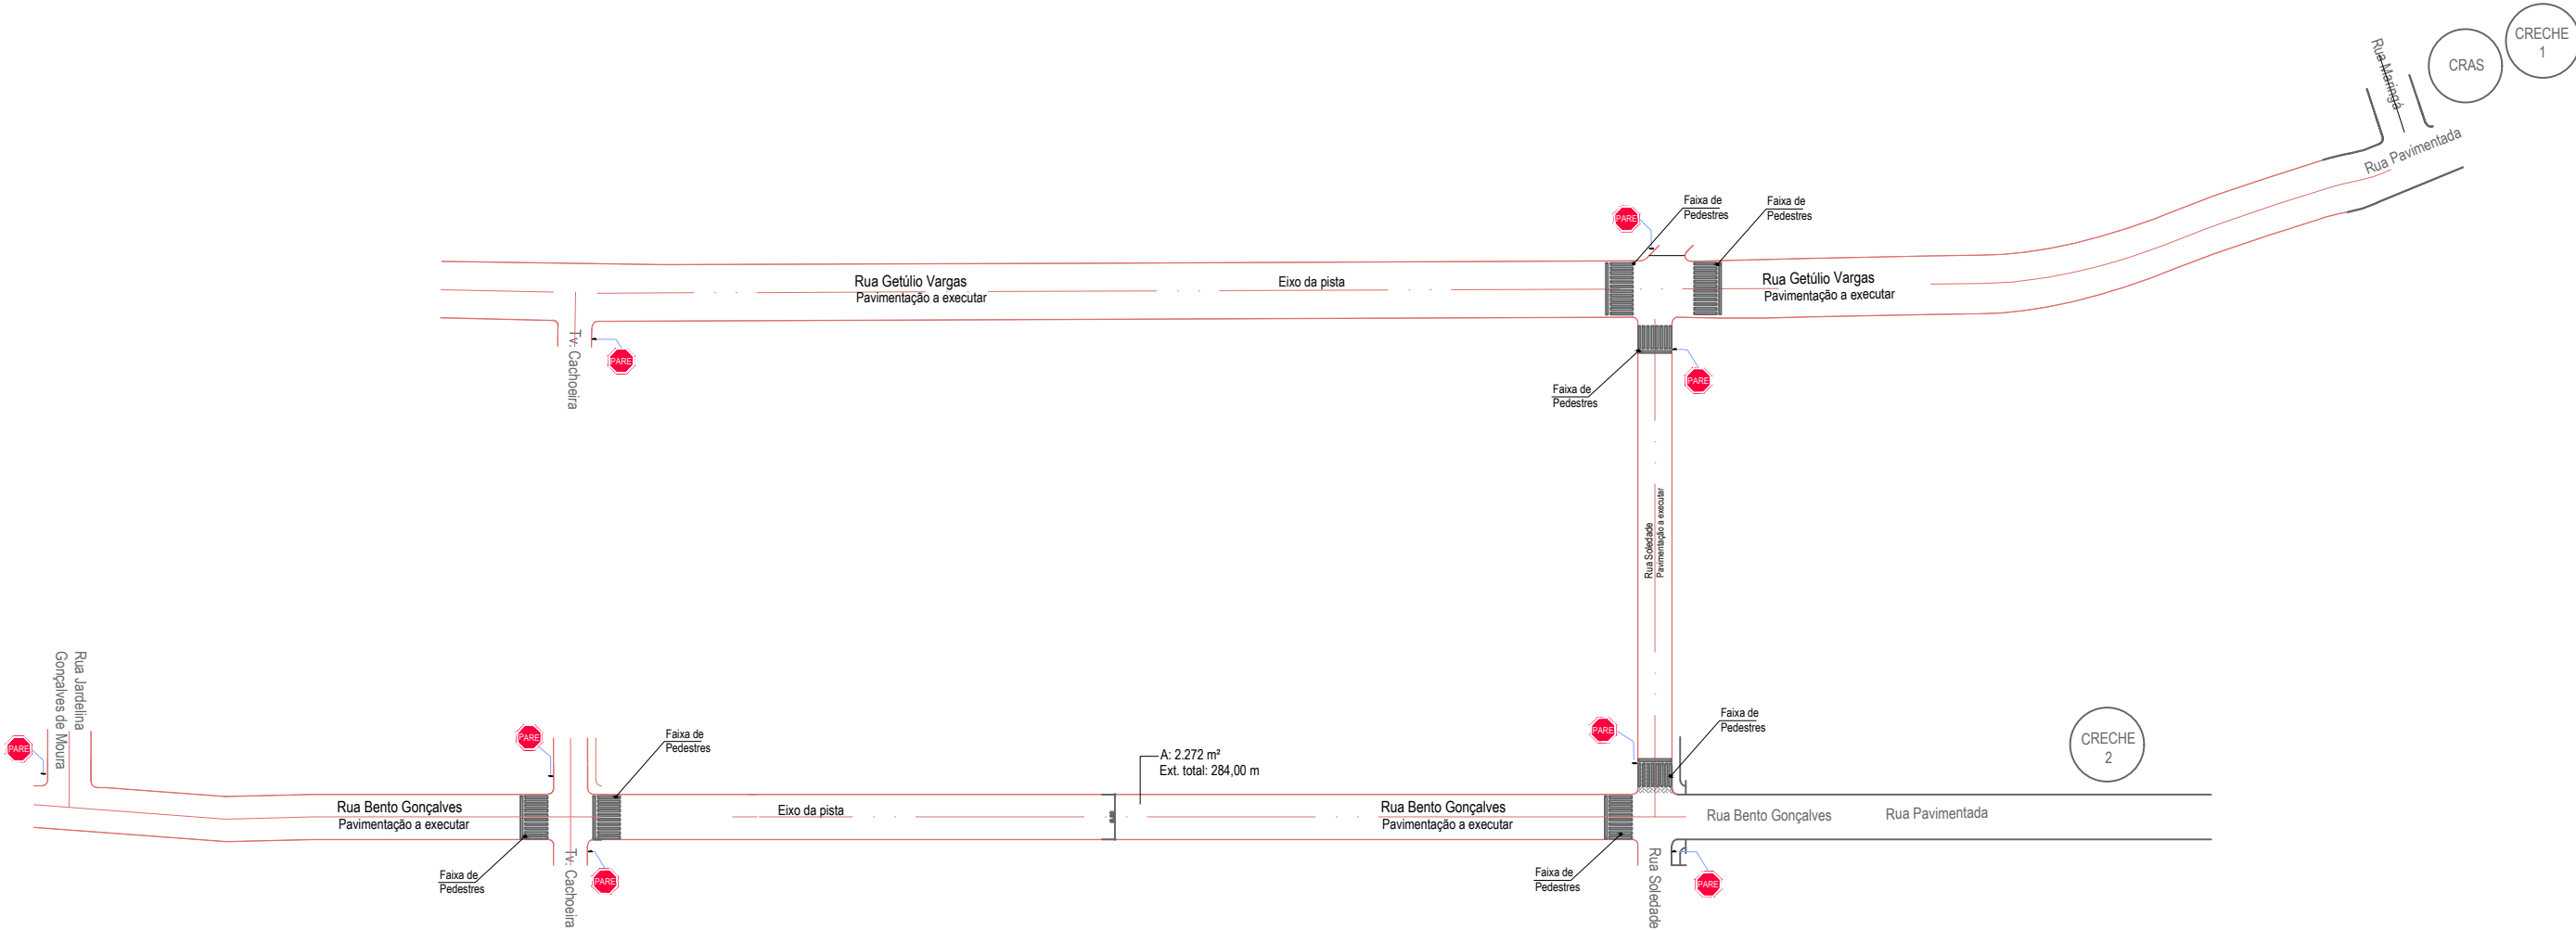 CRECHE
1
CRAS
Rua Maringá
Rua Pavimentada
Faixa de
Pedestres
Faixa de
Pedestres
PARE
Rua Getúlio Vargas
Pavimentação a executar
Eixo da pista
Rua Getúlio Vargas
Pavimentação a executar
Tv. Cachoeira
PARE
PARE
Faixa de
Pedestres
Rua Soledade
Pavimentação a executar
Rua Jardelina
Gonçalves de Moura
PARE
PARE
Faixa de
Pedestres
A: 2.272 m²
Ext. total: 284,00 m
PARE
Faixa de
Pedestres
CRECHE
2
Rua Bento Gonçalves
Pavimentação a executar
Eixo da pista
Rua Bento Gonçalves
Pavimentação a executar
Rua Bento Gonçalves
Rua Pavimentada
Faixa de
Pedestres
Tv. Cachoeira
PARE
Faixa de
Pedestres
Rua Soledade
PARE